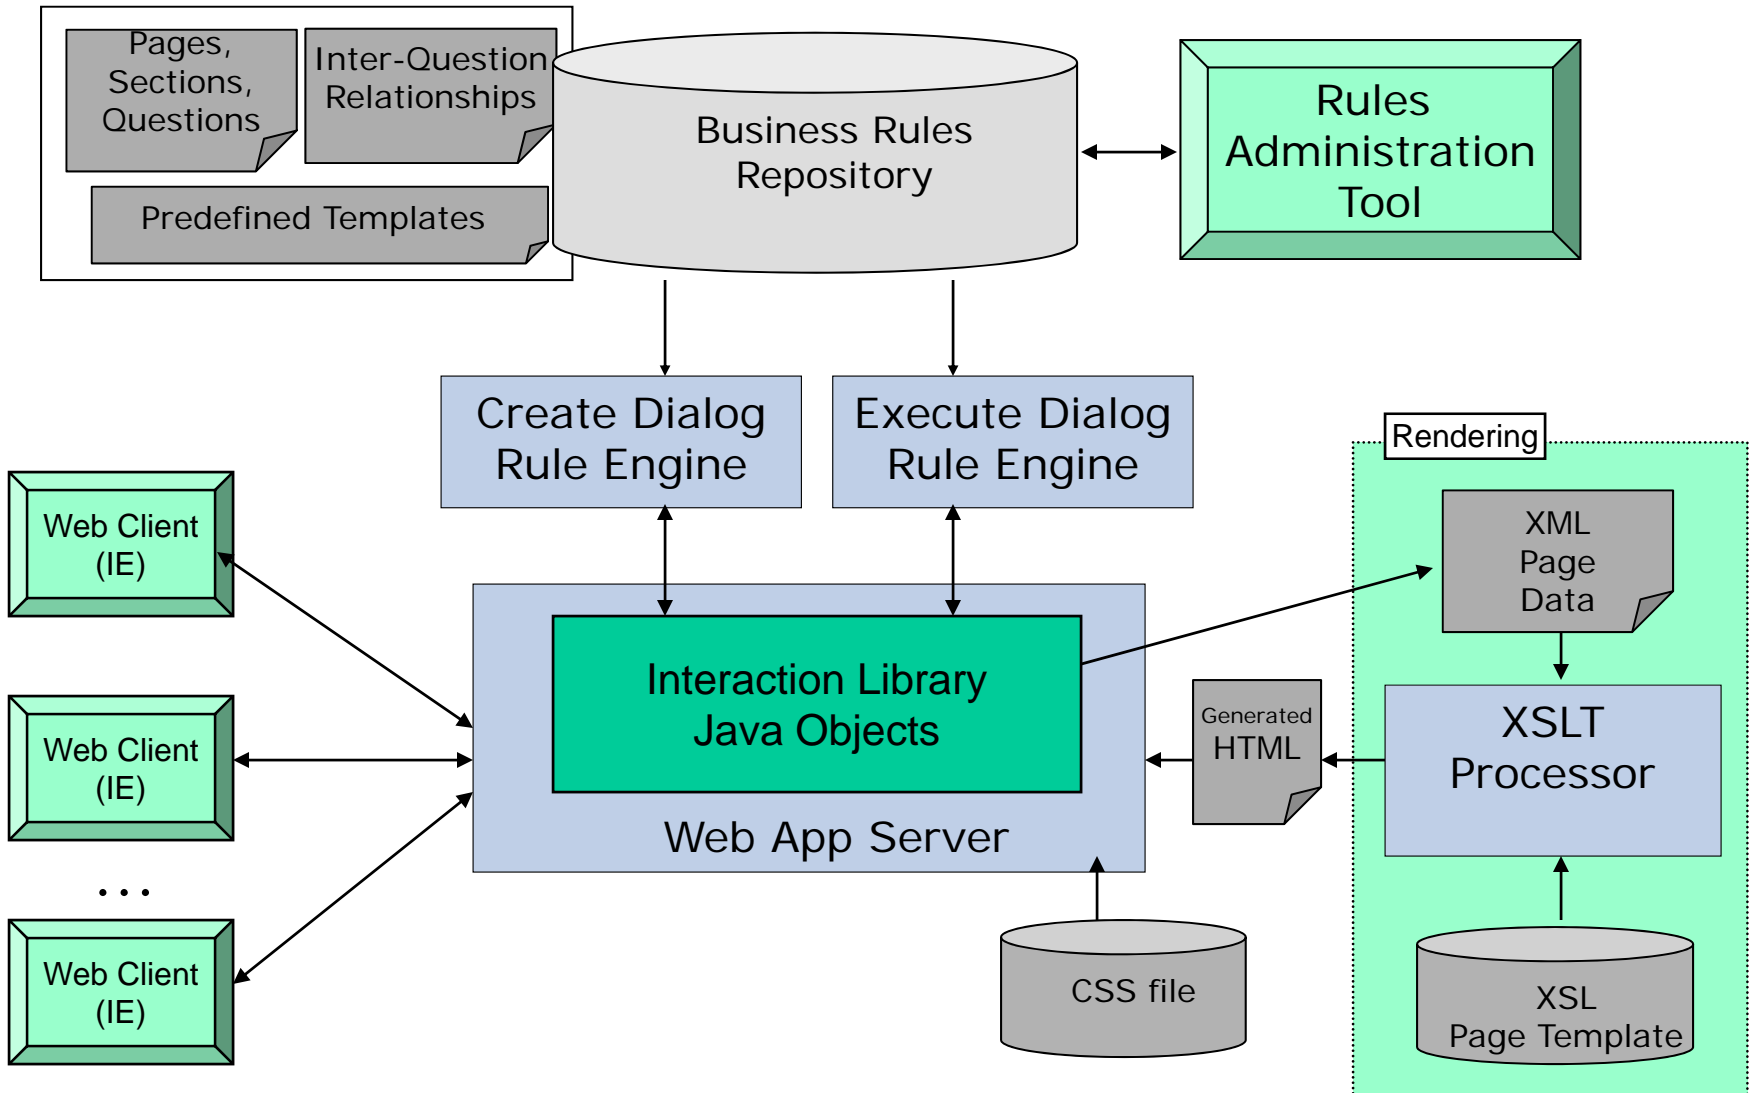 Pages,
Sections,
Questions
Inter-Question
Relationships
Predefined Templates
Business Rules
Repository
Rules
Administration
Tool
Create Dialog
Rule Engine
Execute Dialog
Rule Engine
Rendering
Web Client
(IE)
Web Client
(IE)
...
Web Client
(IE)
Interaction Library
Java Objects
Web App Server
XML
Page
Data
Generated
HTML
XSLT
Processor
CSS file
XSL
Page Template